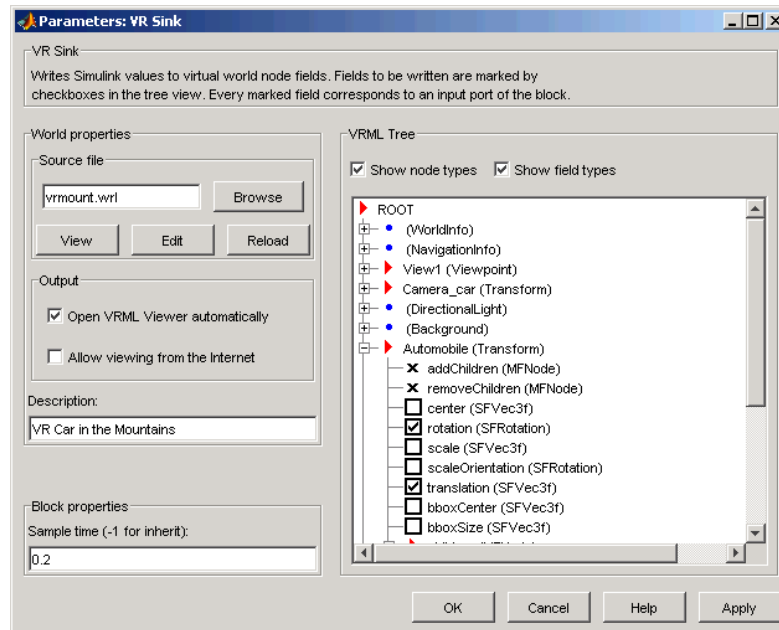 Parameters: VR Sink
VR Sink
Writes Simulink values to virtual world node fields. Fields to be written are marked by
checkboxes in the tree view. Every marked field corresponds to an input port of the block.
World properties
Source file
vrmount.wrl
Browse
View
Edit
Reload
Output
Open VRML Viewer automatically
Allow viewing from the Internet
Description:
VR Car in the Mountains
Block properties
Sample time (-1 for inherit):
0.2
VRML Tree
Show node types
Show field types
ROOT
(WorldInfo)
(NavigationInfo)
View1 (Viewpoint)
Camera_car (Transform)
(DirectionalLight)
(Background)
Automobile (Transform)
addChildren (MFNode)
removeChildren (MFNode)
center (SFVec3f)
rotation (SFRotation)
scale (SFVec3f)
scaleOrientation (SFRotation)
translation (SFVec3f)
bboxCenter (SFVec3f)
bboxSize (SFVec3f)
OK
Cancel
Help
Apply